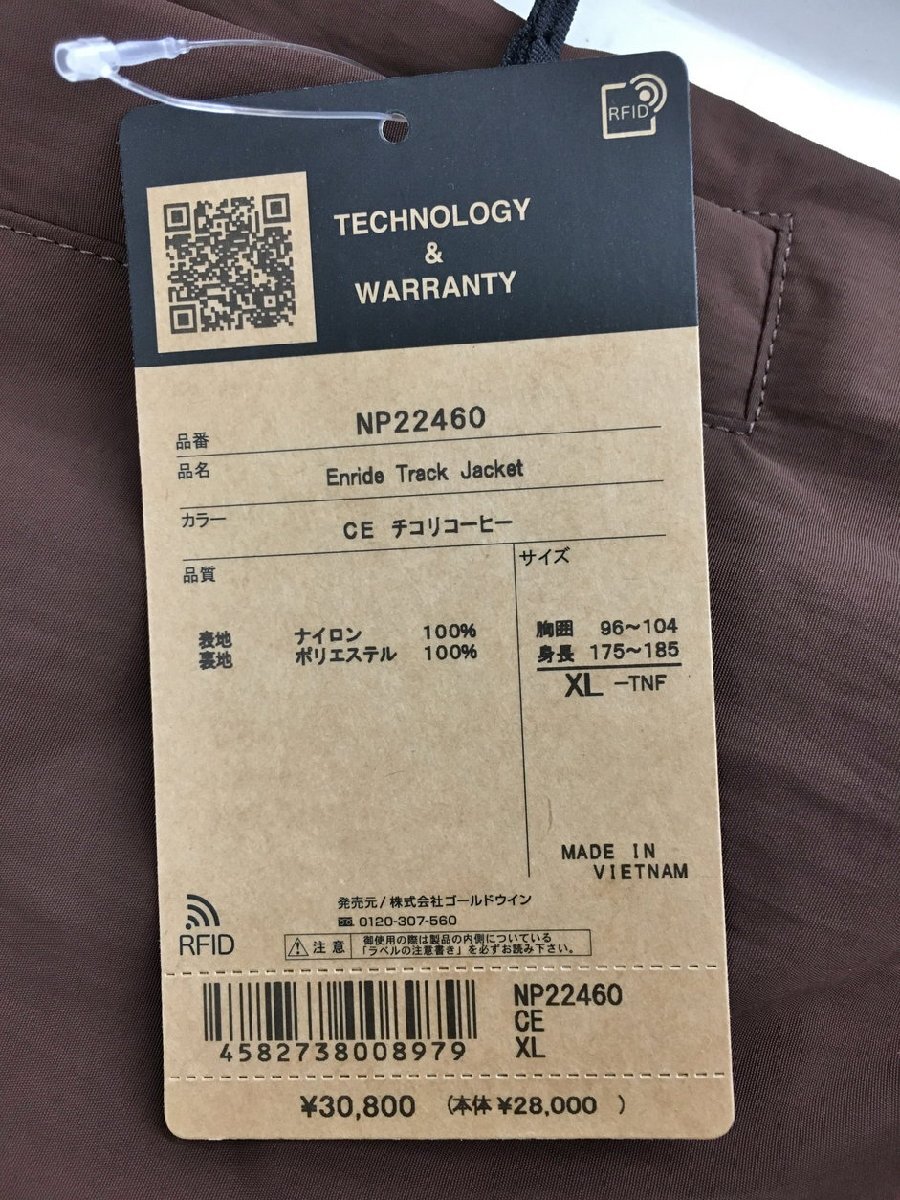 RFID
TECHNOLOGY
&
WARRANTY
品番 NP22460
品名 Enride Track Jacket
カラー CE チコリコーヒー
品質
表地 ナイロン 100%
裏地 ポリエステル 100%
サイズ
胸囲 96～104
身長 175～185
XL -TNF
MADE IN
VIETNAM
RFID
発売元/株式会社ゴールドウイン
0120-307-560
注意 御使用の際は製品の内側についている
「ラベルの注意書き」を必ずお読み下さい。
4582738008979
NP22460
CE
XL
¥30,800 (本体 ¥28,000 )